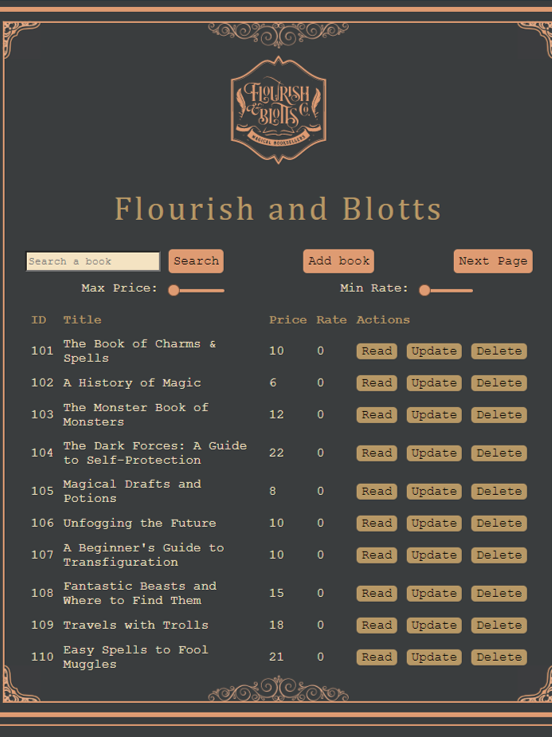 FLOURISH
& BLOTTS Co
MAGICAL BOOKSELLERS
Flourish and Blotts
Search a book Search Add book Next Page
Max Price: Min Rate:
ID Title Price Rate Actions
101 The Book of Charms & Spells 10 0 Read Update Delete
102 A History of Magic 6 0 Read Update Delete
103 The Monster Book of Monsters 12 0 Read Update Delete
104 The Dark Forces: A Guide to Self-Protection 22 0 Read Update Delete
105 Magical Drafts and Potions 8 0 Read Update Delete
106 Unfogging the Future 10 0 Read Update Delete
107 A Beginner's Guide to Transfiguration 10 0 Read Update Delete
108 Fantastic Beasts and Where to Find Them 15 0 Read Update Delete
109 Travels with Trolls 18 0 Read Update Delete
110 Easy Spells to Fool Muggles 21 0 Read Update Delete